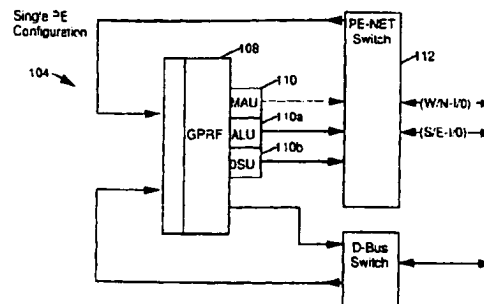 Single PE
Configuration
104
108
110
MAU
110a
GPRF
ALU
110b
DSU
PE-NET
Switch
112
(W/N-I/0)
(S/E-I/0)
D-Bus
Switch